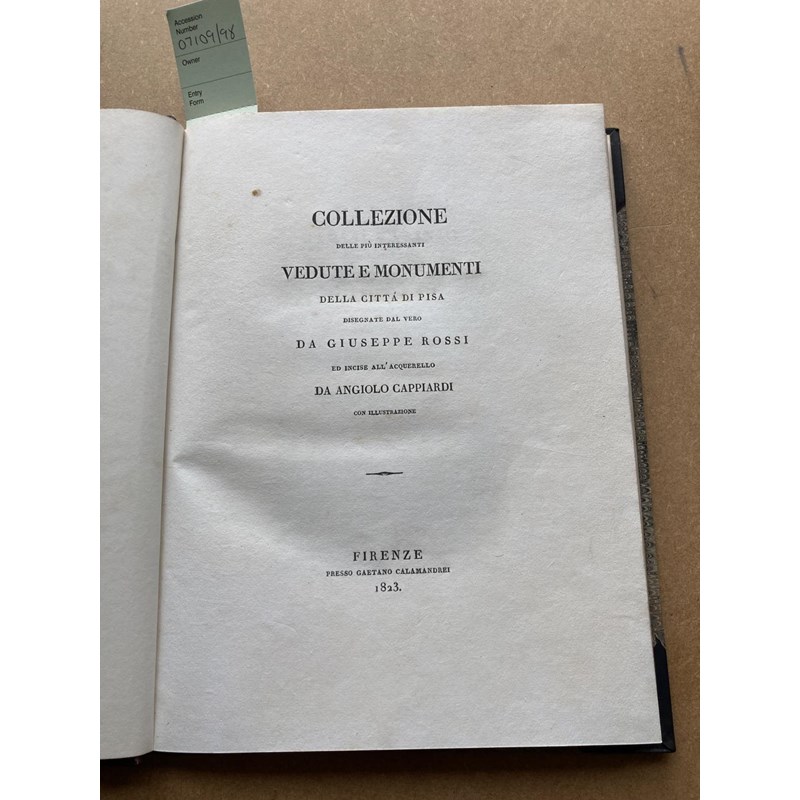 Accession
Number
07109/98
Owner
Entry
Form
COLLEZIONE
DELLE PIÙ INTERESSANTI
VEDUTE E MONUMENTI
DELLA CITTÁ DI PISA
DISEGNATE DAL VERO
DA GIUSEPPE ROSSI
ED INCISE ALL'ACQUERELLO
DA ANGIOLO CAPPIARDI
CON ILLUSTRAZIONE
FIRENZE
PRESSO GAETANO CALAMANDREI
1823.